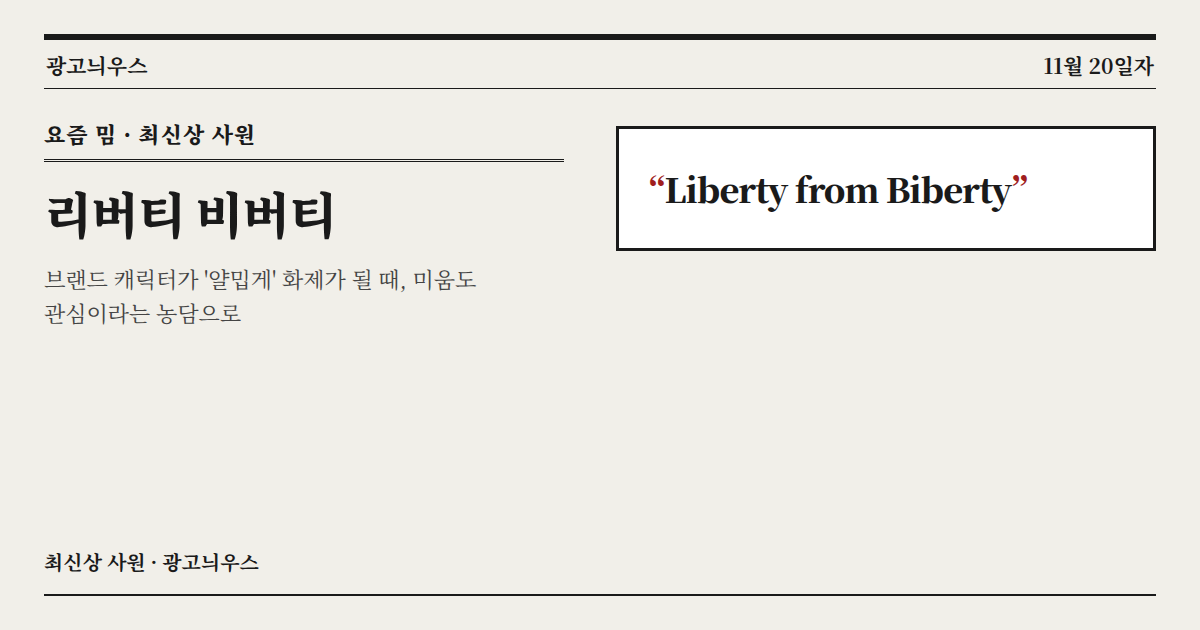 광고늬우스
11월 20일자
요즘 밈 · 최신상 사원
리버티 비버티
브랜드 캐릭터가 '얄밉게' 화제가 될 때, 미움도
관심이라는 농담으로
“Liberty from Biberty”
최신상 사원 · 광고늬우스